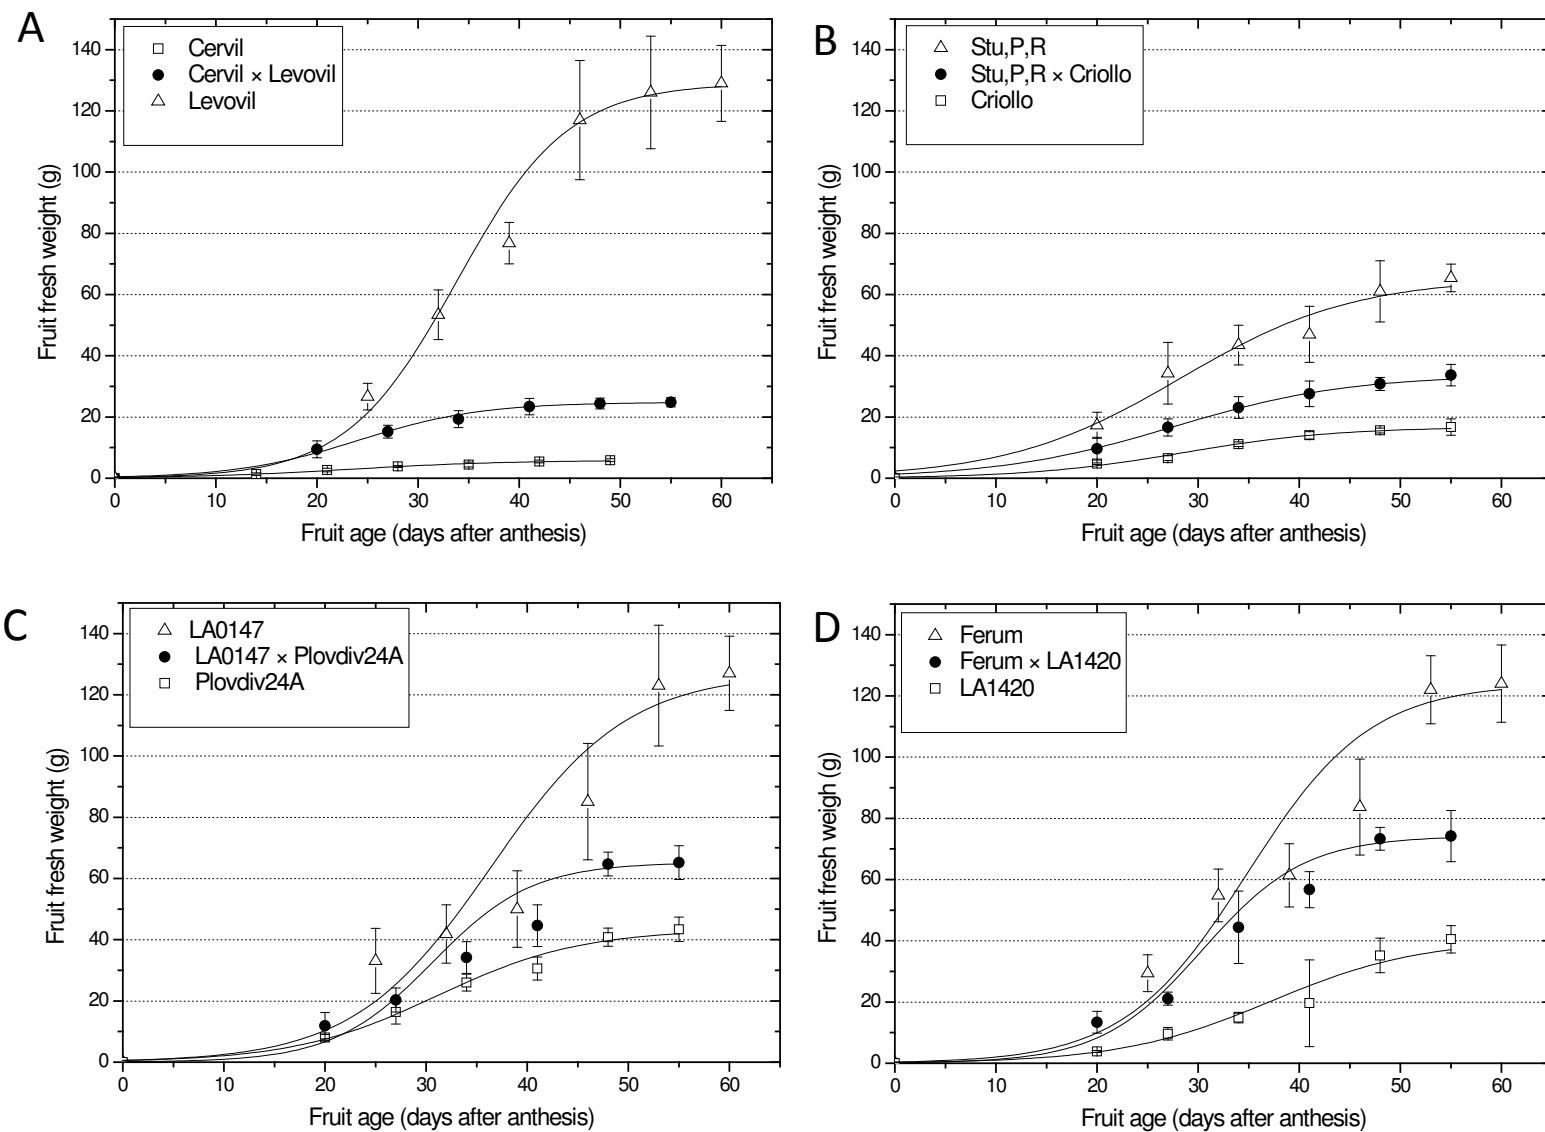 A
Cervil
Cervil × Levovil
Levovil
140
120
100
80
60
40
20
0
Fruit fresh weight (g)
0 10 20 30 40 50 60
Fruit age (days after anthesis)
B
Stu,P,R
Stu,P,R × Criollo
Criollo
140
120
100
80
60
40
20
0
Fruit fresh weight (g)
0 10 20 30 40 50 60
Fruit age (days after anthesis)
C
LA0147
LA0147 × Plovdiv24A
Plovdiv24A
140
120
100
80
60
40
20
0
Fruit fresh weight (g)
0 10 20 30 40 50 60
Fruit age (days after anthesis)
D
Ferum
Ferum × LA1420
LA1420
140
120
100
80
60
40
20
0
Fruit fresh weigh (g)
0 10 20 30 40 50 60
Fruit age (days after anthesis)